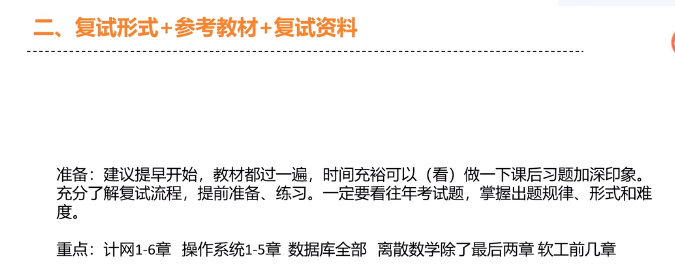 二、复试形式+参考教材+复试资料
准备：建议提早开始，教材都过一遍，时间充裕可以（看）做一下课后习题加深印象。
充分了解复试流程，提前准备、练习。一定要看往年考试题，掌握出题规律、形式和难
度。
重点：计网1-6章 操作系统1-5章 数据库全部 离散数学除了最后两章 软工前几章